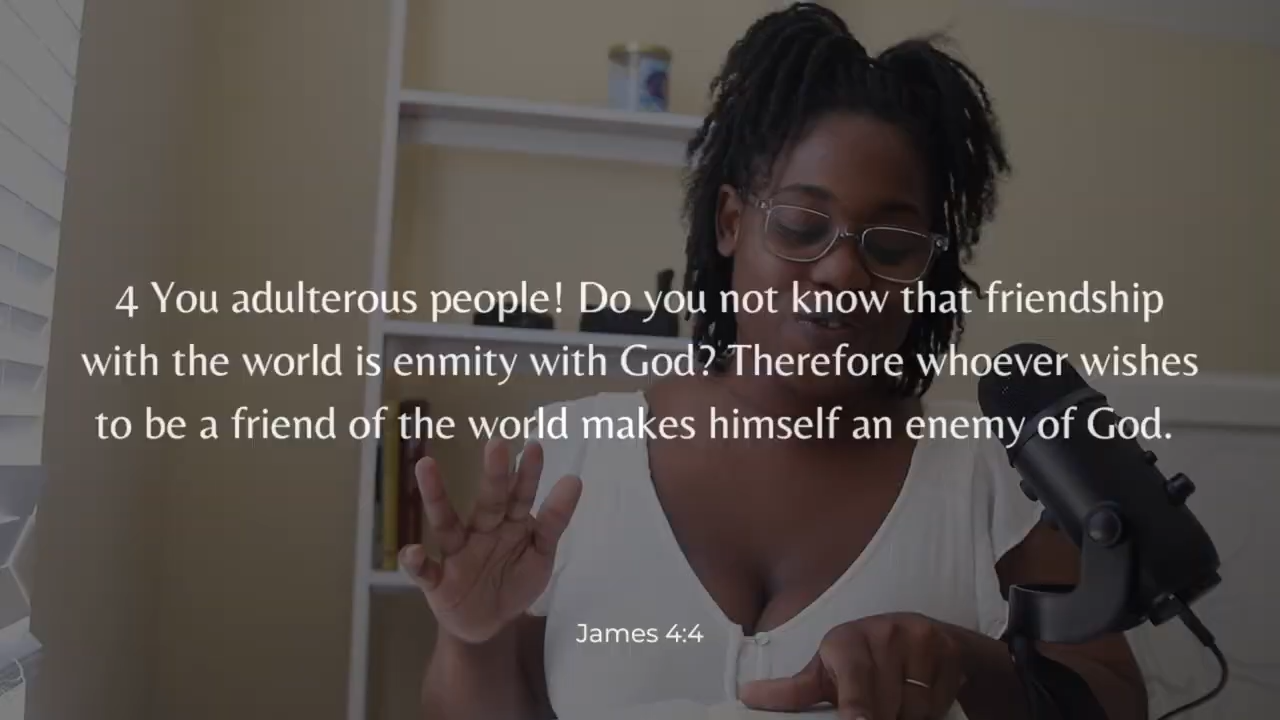 4 You adulterous people! Do you not know that friendship
with the world is enmity with God? Therefore whoever wishes
to be a friend of the world makes himself an enemy of God.
James 4:4